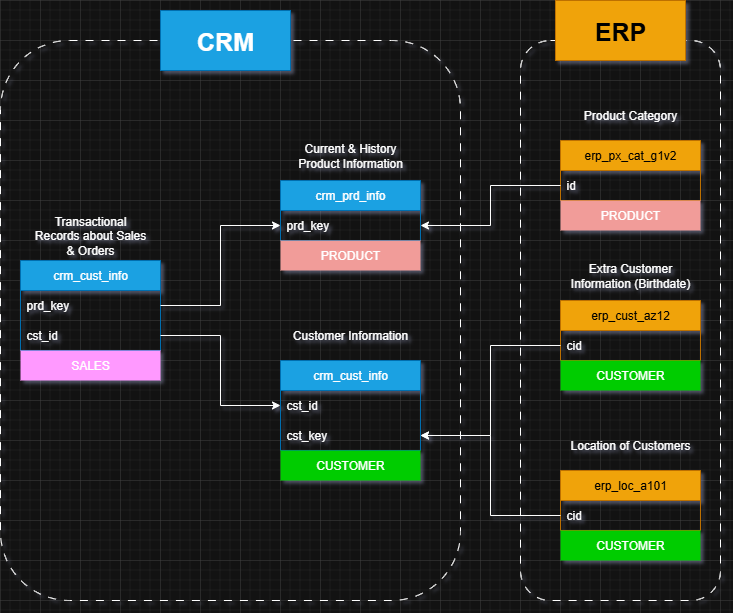 CRM
ERP
Product Category
erp_px_cat_g1v2
id
PRODUCT
Current & History
Product Information
crm_prd_info
prd_key
PRODUCT
Transactional
Records about Sales
& Orders
crm_cust_info
prd_key
cst_id
SALES
Extra Customer
Information (Birthdate)
erp_cust_az12
cid
CUSTOMER
Customer Information
crm_cust_info
cst_id
cst_key
CUSTOMER
Location of Customers
erp_loc_a101
cid
CUSTOMER